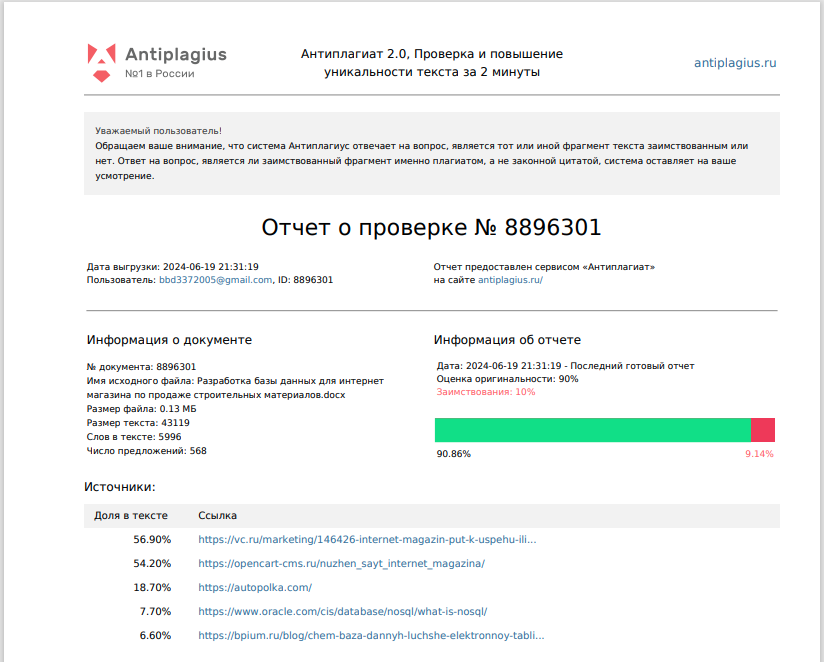 Antiplagius
№1 в России
Антиплагиат 2.0, Проверка и повышение
уникальности текста за 2 минуты
antiplagius.ru
Уважаемый пользователь!
Обращаем ваше внимание, что система Антиплагиус отвечает на вопрос, является тот или иной фрагмент текста заимствованным или
нет. Ответ на вопрос, является ли заимствованный фрагмент именно плагиатом, а не законной цитатой, система оставляет на ваше
усмотрение.
Отчет о проверке № 8896301
Дата выгрузки: 2024-06-19 21:31:19
Пользователь: bbd3372005@gmail.com, ID: 8896301
Отчет предоставлен сервисом «Антиплагиат»
на сайте antiplagius.ru/
Информация о документе
№ документа: 8896301
Имя исходного файла: Разработка базы данных для интернет
магазина по продаже строительных материалов.docx
Размер файла: 0.13 МБ
Размер текста: 43119
Слов в тексте: 5996
Число предложений: 568
Информация об отчете
Дата: 2024-06-19 21:31:19 - Последний готовый отчет
Оценка оригинальности: 90%
Заимствования: 10%
90.86%
9.14%
Источники:
Доля в тексте Ссылка
56.90% https://vc.ru/marketing/146426-internet-magazin-put-k-uspehu-ili...
54.20% https://opencart-cms.ru/nuzhen_sayt_internet_magazina/
18.70% https://autopolka.com/
7.70% https://www.oracle.com/cis/database/nosql/what-is-nosql/
6.60% https://bpium.ru/blog/chem-baza-dannyh-luchshe-elektronnoy-tabli...